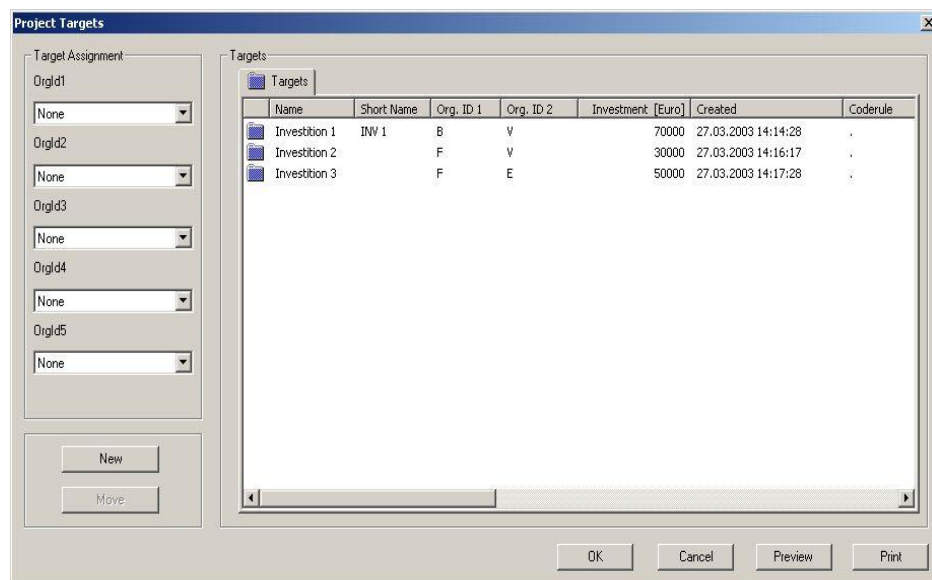 Project Targets
Target Assignment
OrgId1
None
OrgId2
None
OrgId3
None
OrgId4
None
OrgId5
None
New
Move
Targets
Targets
Name Short Name Org. ID 1 Org. ID 2 Investment [Euro] Created Coderule
Investition 1 INV 1 B V 70000 27.03.2003 14:14:28 .
Investition 2 F V 30000 27.03.2003 14:16:17 .
Investition 3 F E 50000 27.03.2003 14:17:28 .
OK Cancel Preview Print